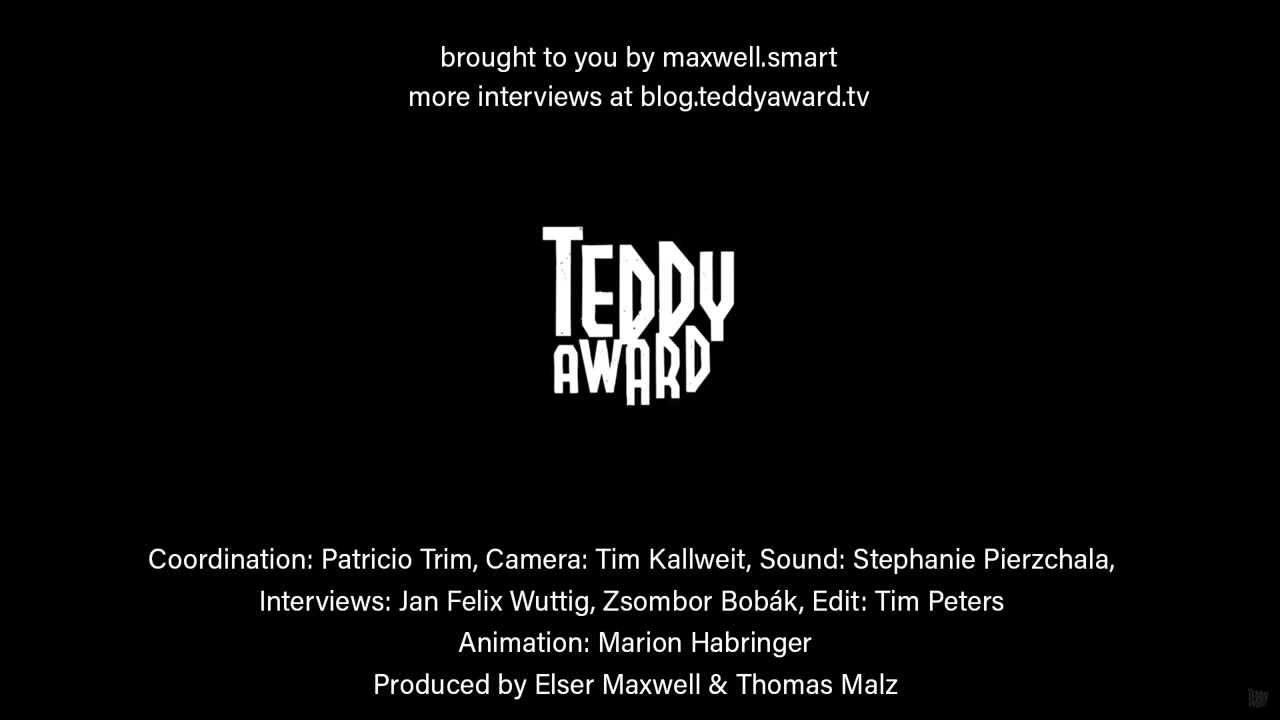 brought to you by maxwell.smart
more interviews at blog.teddyaward.tv
TEDDY
AWARD
Coordination: Patricio Trim, Camera: Tim Kallweit, Sound: Stephanie Pierzchala,
Interviews: Jan Felix Wuttig, Zsombor Bobák, Edit: Tim Peters
Animation: Marion Habringer
Produced by Elser Maxwell & Thomas Malz
TEDDY
AWARD